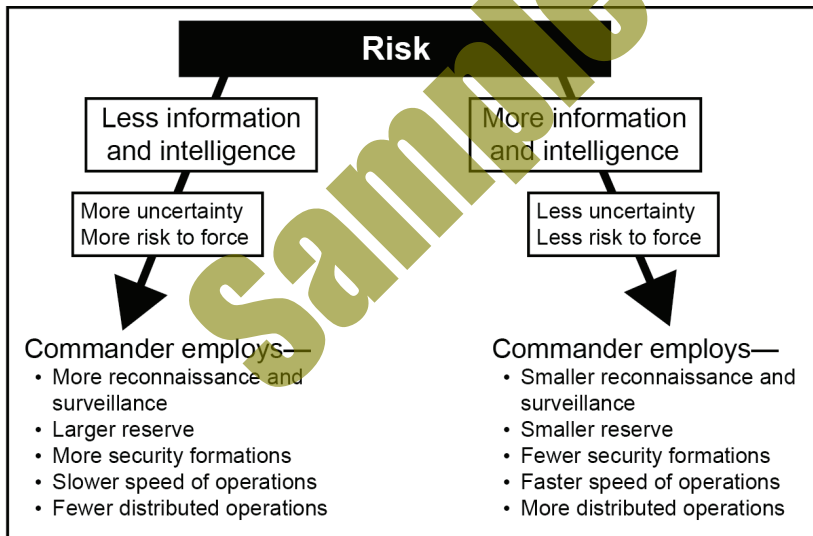 Risk
Less information
and intelligence
More uncertainty
More risk to force
Commander employs—
• More reconnaissance and
surveillance
• Larger reserve
• More security formations
• Slower speed of operations
• Fewer distributed operations
More information
and intelligence
Less uncertainty
Less risk to force
Commander employs—
• Smaller reconnaissance and
surveillance
• Smaller reserve
• Fewer security formations
• Faster speed of operations
• More distributed operations
Sample